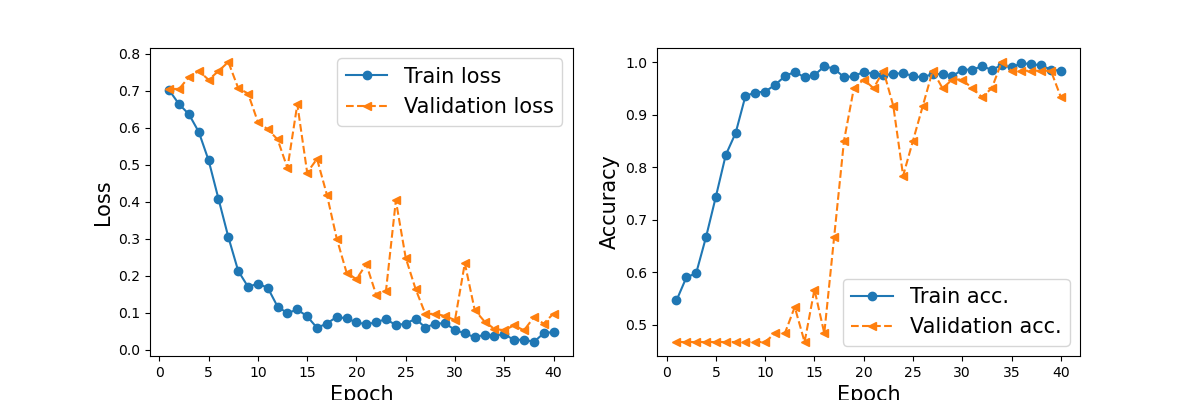 0.8
0.7
0.6
0.5
0.4
0.3
0.2
0.1
0.0
Loss
Train loss
Validation loss
0 5 10 15 20 25 30 35 40
Epoch
1.0
0.9
0.8
0.7
0.6
0.5
Accuracy
Train acc.
Validation acc.
0 5 10 15 20 25 30 35 40
Epoch